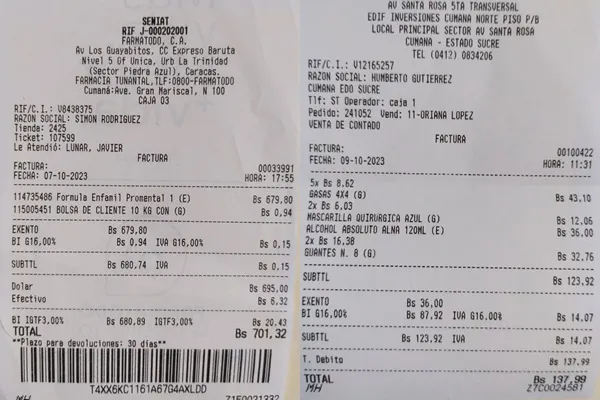 SENIAT
RIF J-000202001
FARMATODO, C.A.
Av Los Guayabitos, CC Expreso Baruta
Nivel 5 Of Unica, Urb La Trinidad
(Sector Piedra Azul), Caracas.
FARMACIA TUNANTAL,TLF:0800-FARMATODO
Cumaná:Ave. Gran Mariscal, N 100
CAJA 03
RIF/C.I.: V8438375
RAZON SOCIAL: SIMON RODRIGUEZ
Tienda: 2425
Ticket: 107599
Le Atendió: LUNAR, JAVIER
FACTURA
FACTURA: 00033991
FECHA: 07-10-2023 HORA: 17:55
114735486 Formula Enfamil Promental 1 (E) Bs 679,80
115005451 BOLSA DE CLIENTE 10 KG CON (G) Bs 0,94
EXENTO Bs 679,80
BI G16,00% Bs 0,94 IVA G16,00% Bs 0,15
SUBTTL Bs 680,74 IVA Bs 0,15
Dolar Bs 695,00
Efectivo Bs 6,32
BI IGTF3,00% Bs 680,89 IGTF3,00% Bs 20,43
TOTAL Bs 701,32
**Plazo para devoluciones: 30 dias**
T4XX6KC1161A67G4AXLDD
MH Z1F0021332
AV SANTA ROSA 5TA TRANSVERSAL
EDIF INVERSIONES CUMANA NORTE PISO P/B
LOCAL PRINCIPAL SECTOR AV SANTA ROSA
CUMANA - ESTADO SUCRE
TEL (0412) 0834206
RIF/C.I.: V12165257
RAZON SOCIAL: HUMBERTO GUTIERREZ
CUMANA EDO SUCRE
Tlf: ST Operador: caja 1
Pedido: 241052 Vend: 11-ORIANA LOPEZ
VENTA DE CONTADO
FACTURA
FACTURA: 00100422
FECHA: 09-10-2023 HORA: 11:31
5x Bs 8.62
GASAS 4X4 (G) Bs 43,10
2x Bs 6.03
MASCARILLA QUIRURGICA AZUL (G) Bs 12.06
ALCOHOL ABSOLUTO ALNA 120ML (E) Bs 36,00
2x Bs 16.38
GUANTES N. 8 (G) Bs 32.76
SUBTTL Bs 123.92
EXENTO Bs 36,00
BI G16,00% Bs 87.92 IVA G16,00% Bs 14.07
SUBTTL Bs 123.92 IVA Bs 14.07
T. Debito Bs 137.99
TOTAL Bs 137,99
MH Z7C0024581